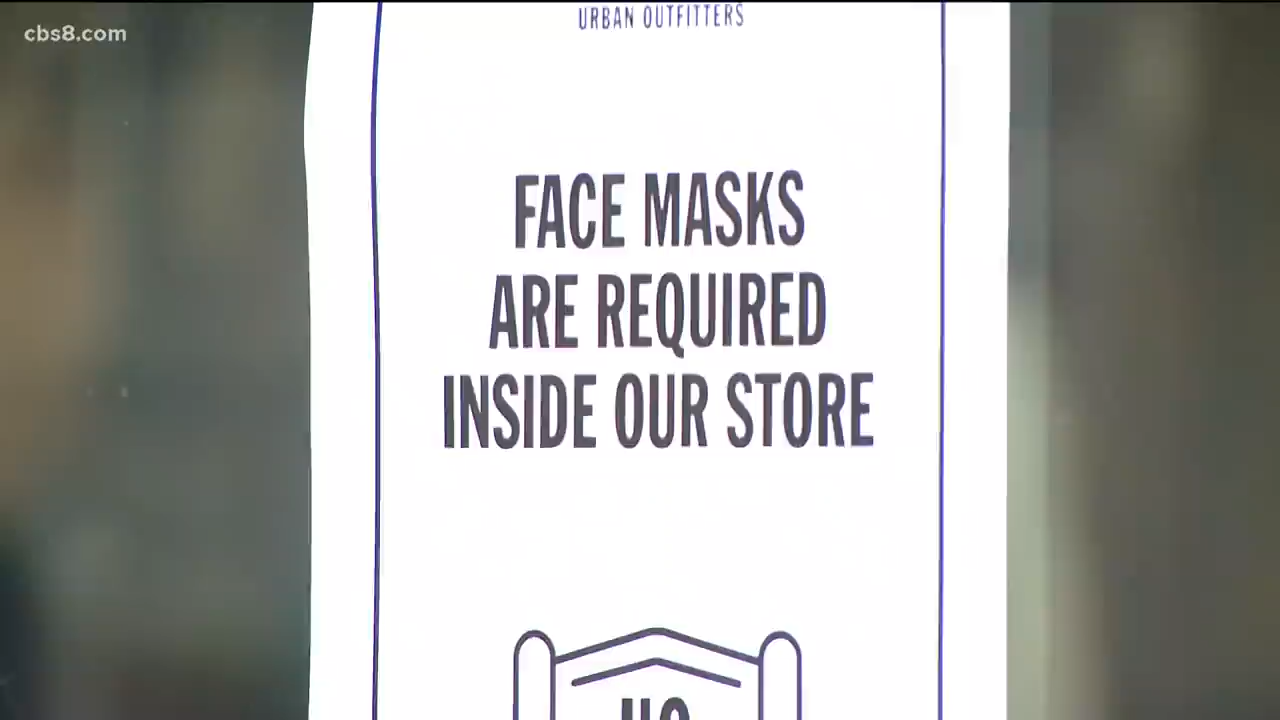 cbs8.com
URBAN OUTFITTERS
FACE MASKS
ARE REQUIRED
INSIDE OUR STORE